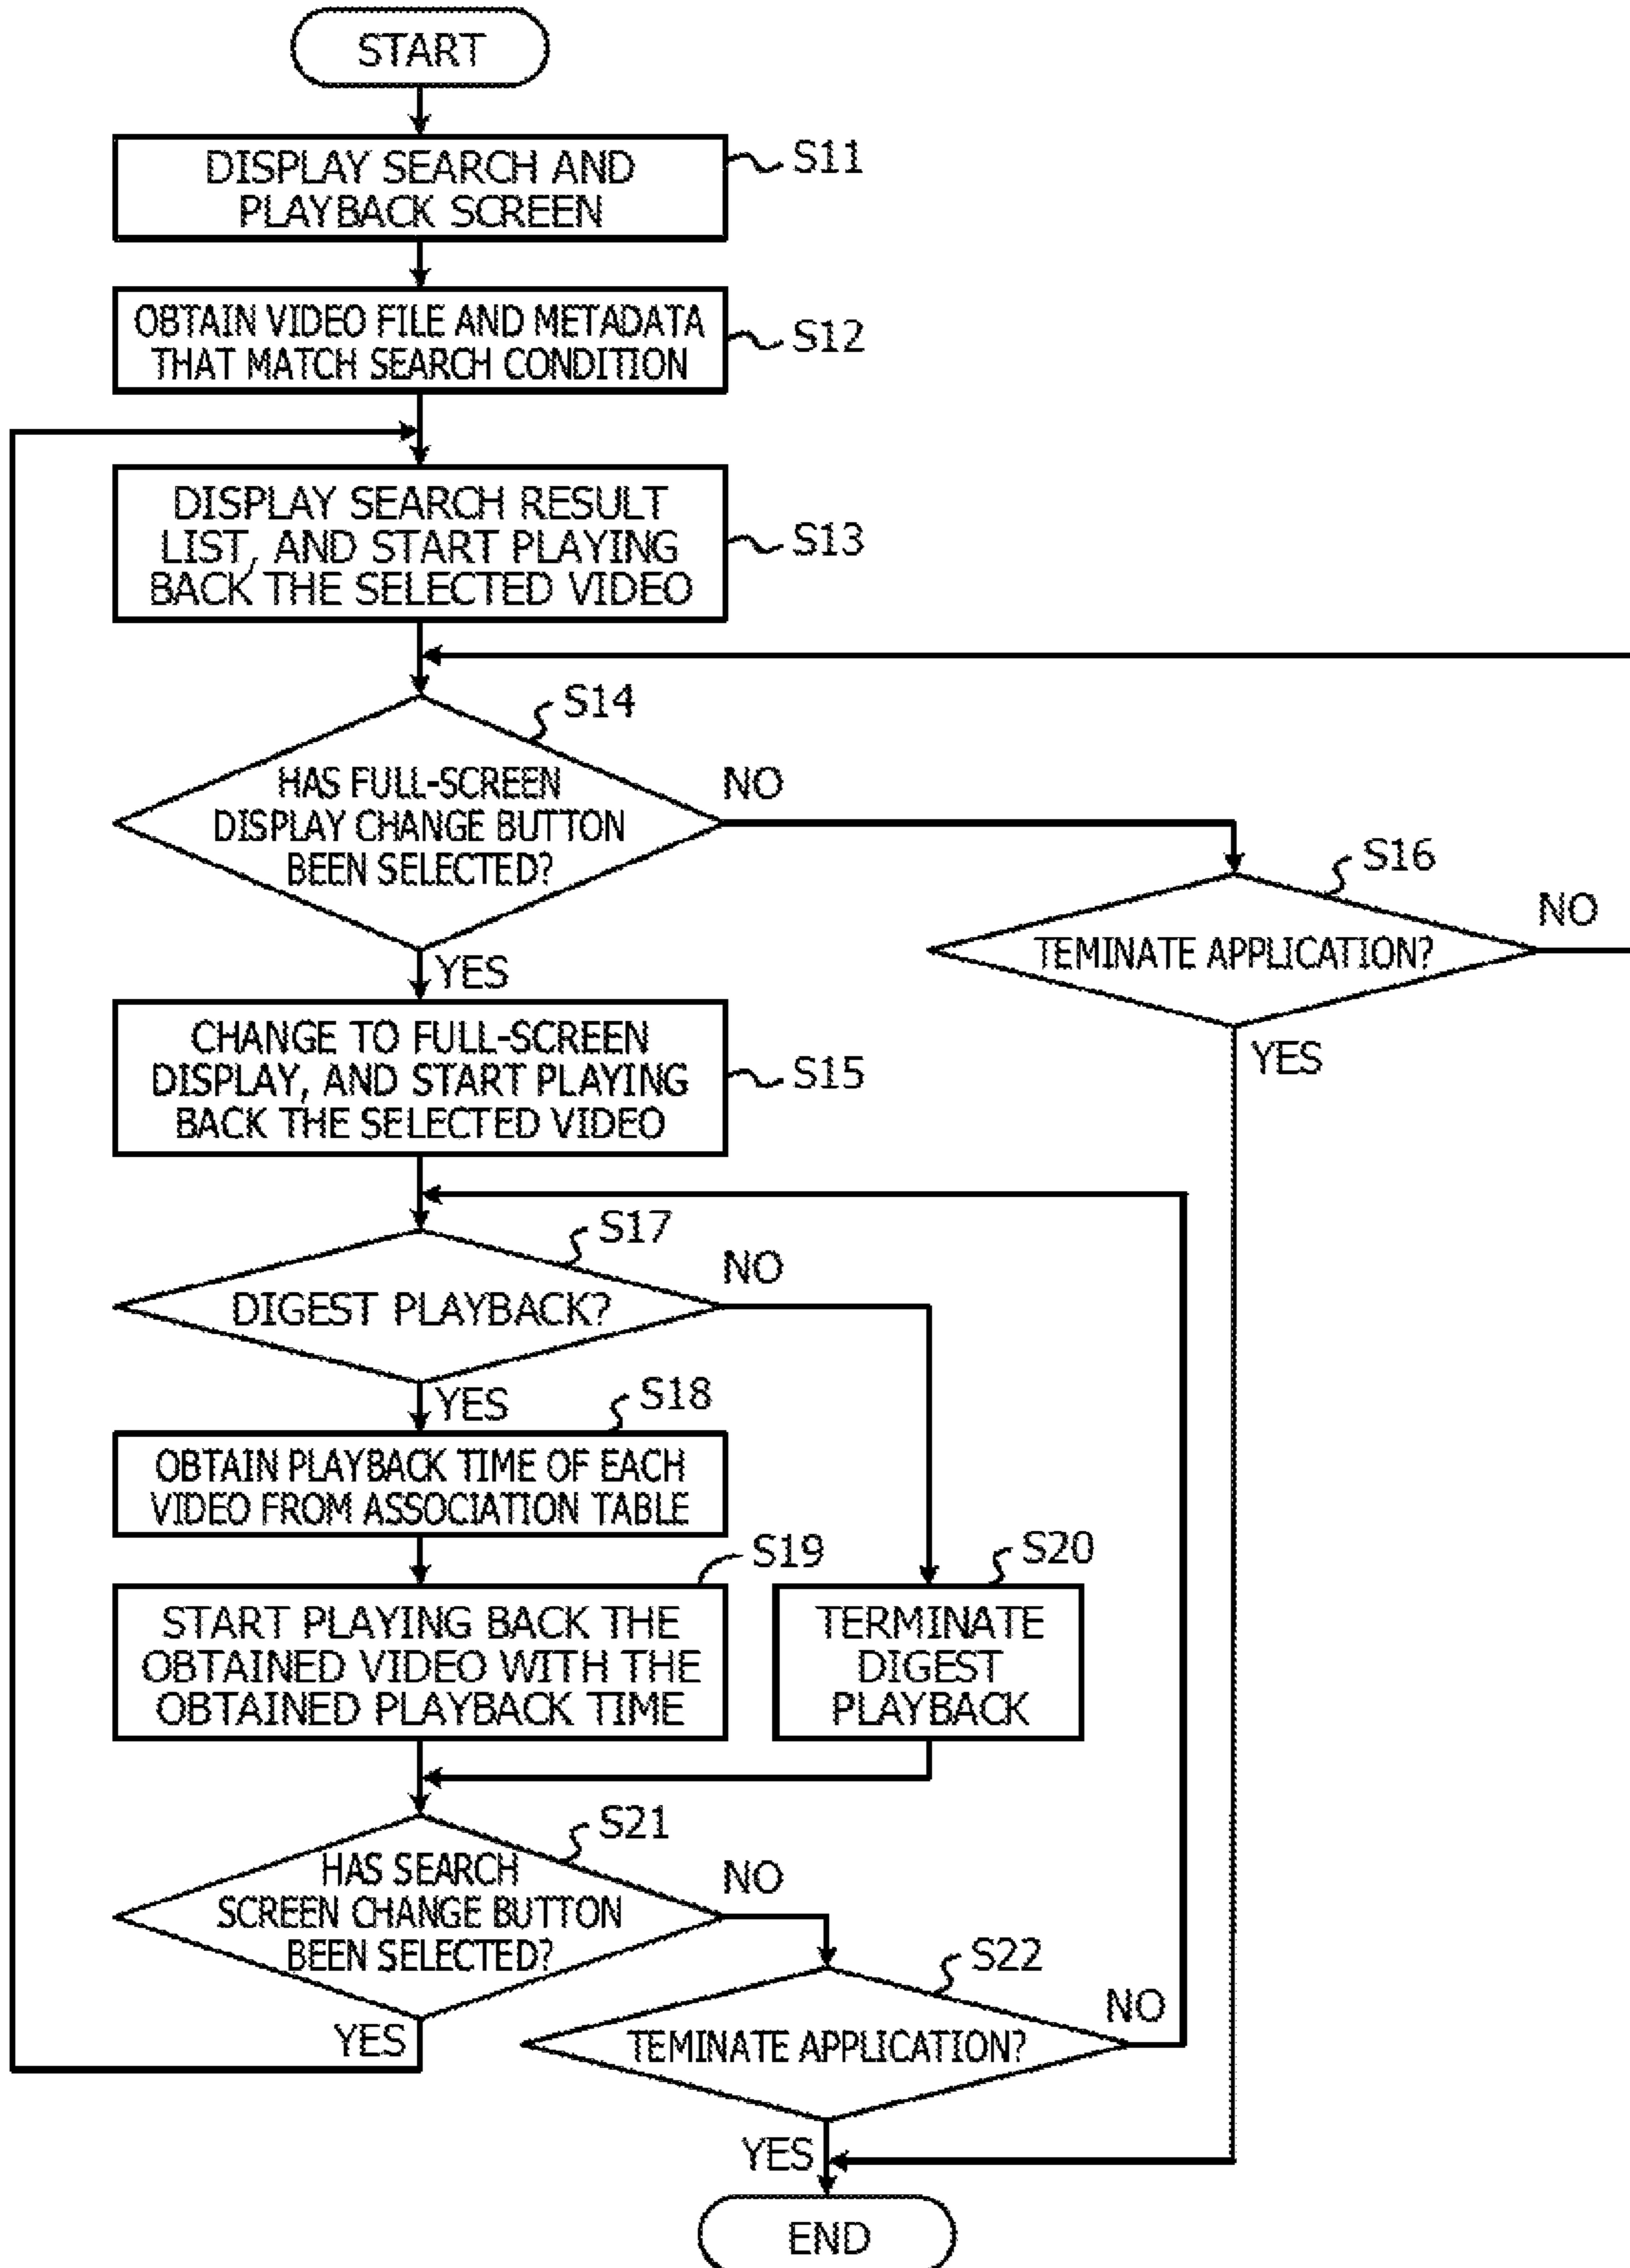 START
DISPLAY SEARCH AND
PLAYBACK SCREEN
S11
OBTAIN VIDEO FILE AND METADATA
THAT MATCH SEARCH CONDITION
S12
DISPLAY SEARCH RESULT
LIST, AND START PLAYING
BACK THE SELECTED VIDEO
S13
S14
HAS FULL-SCREEN
DISPLAY CHANGE BUTTON
BEEN SELECTED?
NO
YES
S16
TEMINATE APPLICATION?
NO
YES
CHANGE TO FULL-SCREEN
DISPLAY, AND START PLAYING
BACK THE SELECTED VIDEO
S15
S17
DIGEST PLAYBACK?
NO
YES
S18
OBTAIN PLAYBACK TIME OF EACH
VIDEO FROM ASSOCIATION TABLE
S19
START PLAYING BACK THE
OBTAINED VIDEO WITH THE
OBTAINED PLAYBACK TIME
S20
TERMINATE
DIGEST
PLAYBACK
S21
HAS SEARCH
SCREEN CHANGE BUTTON
BEEN SELECTED?
NO
YES
S22
TEMINATE APPLICATION?
NO
YES
END